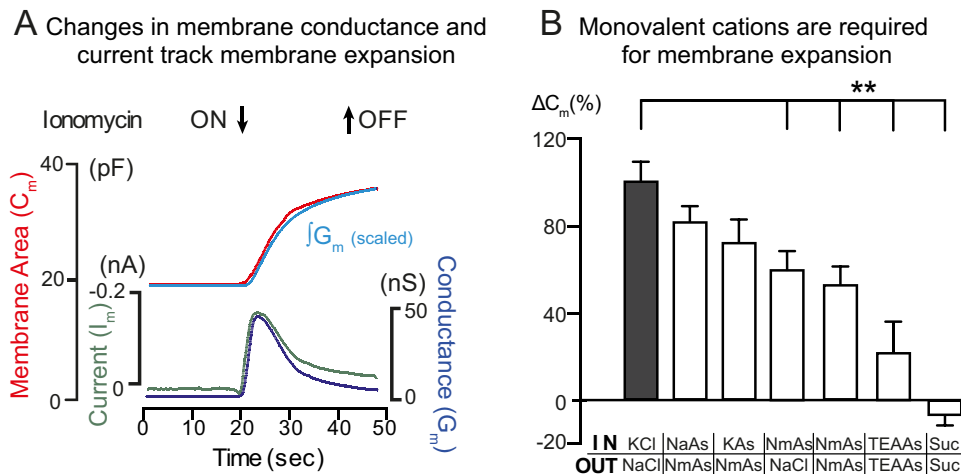 A Changes in membrane conductance and
current track membrane expansion
Ionomycin ON OFF
40
20
0
Membrane Area (Cm)
(pF)
∫Gm (scaled)
(nA)
-0.2
0
Current (Im)
(nS)
50
0
Conductance (Gm)
0 10 20 30 40 50
Time (sec)
B Monovalent cations are required
for membrane expansion
ΔCm(%)
**
120
80
40
0
-20
IN KCl NaAs KAs NmAs NmAs TEAAs Suc
OUT NaCl NmAs NmAs NaCl NmAs TEAAs Suc